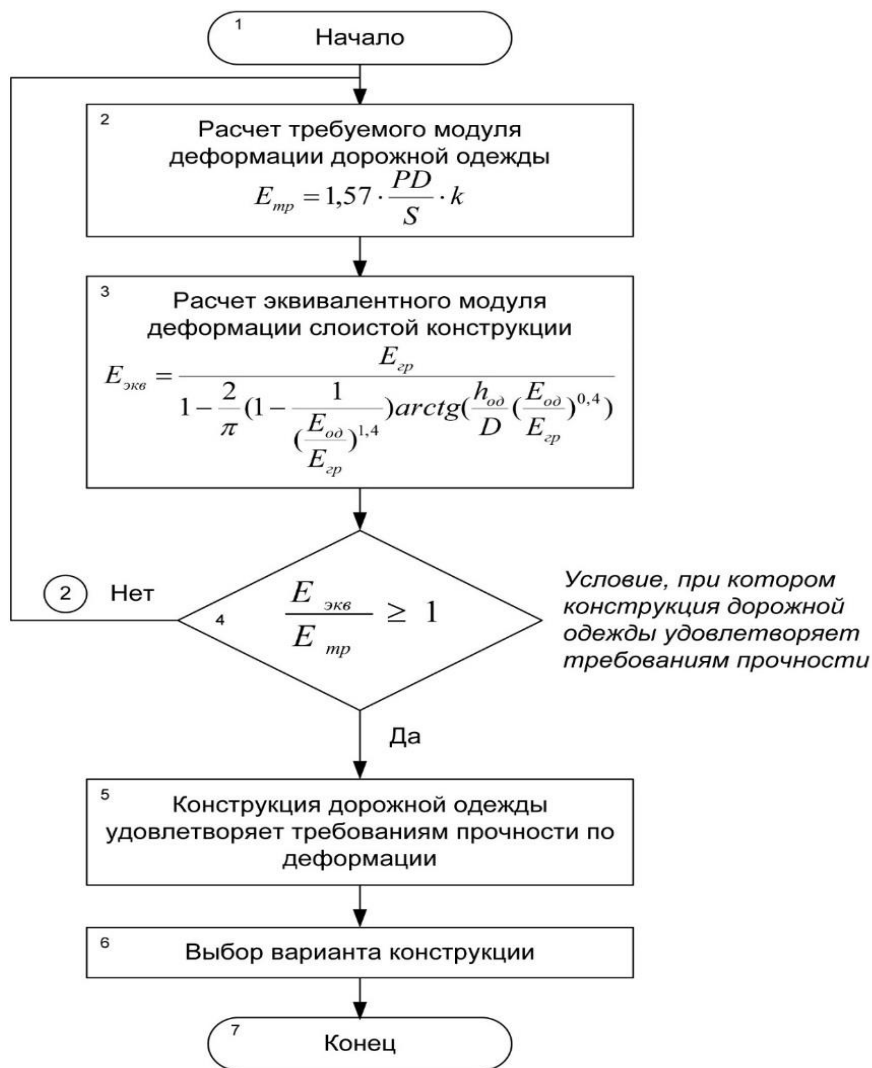 1
Начало
2
Расчет требуемого модуля
деформации дорожной одежды
E_тр = 1,57 · PD/S · k
3
Расчет эквивалентного модуля
деформации слоистой конструкции
E_экв = E_гр / (1 − 2/π (1 − 1/(E_од/E_гр)^1,4) arctg(h_од/D (E_од/E_гр)^0,4))
2
Нет
4
E_экв / E_тр ≥ 1
Условие, при котором
конструкция дорожной
одежды удовлетворяет
требованиям прочности
Да
5
Конструкция дорожной одежды
удовлетворяет требованиям прочности по
деформации
6
Выбор варианта конструкции
7
Конец